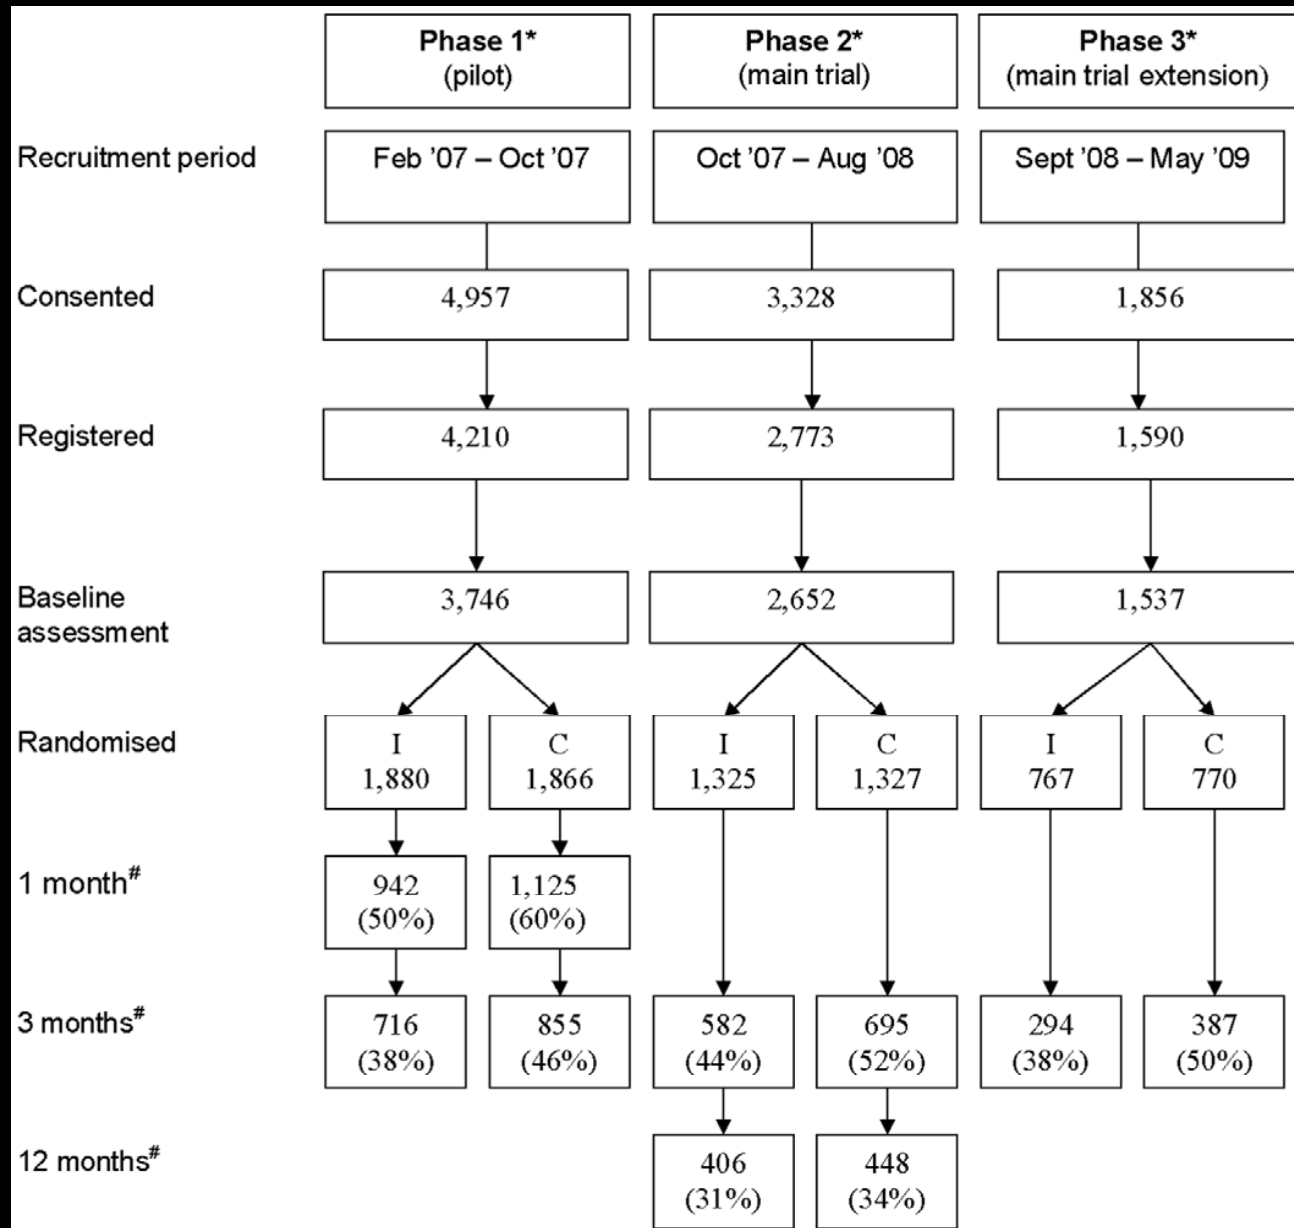 Phase 1*
(pilot)
Phase 2*
(main trial)
Phase 3*
(main trial extension)
Recruitment period
Feb ’07 – Oct ’07
Oct ’07 – Aug ’08
Sept ’08 – May ’09
Consented
4,957
3,328
1,856
Registered
4,210
2,773
1,590
Baseline
assessment
3,746
2,652
1,537
Randomised
I
1,880
C
1,866
I
1,325
C
1,327
I
767
C
770
1 month#
942
(50%)
1,125
(60%)
3 months#
716
(38%)
855
(46%)
582
(44%)
695
(52%)
294
(38%)
387
(50%)
12 months#
406
(31%)
448
(34%)